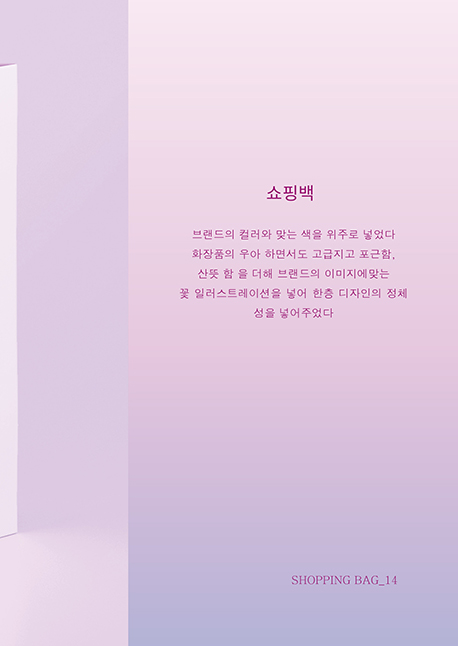 쇼핑백
브랜드의 컬러와 맞는 색을 위주로 넣었다
화장품의 우아 하면서도 고급지고 포근함,
산뜻 함 을 더해 브랜드의 이미지에맞는
꽃 일러스트레이션을 넣어 한층 디자인의 정체
성을 넣어주었다
SHOPPING BAG_14